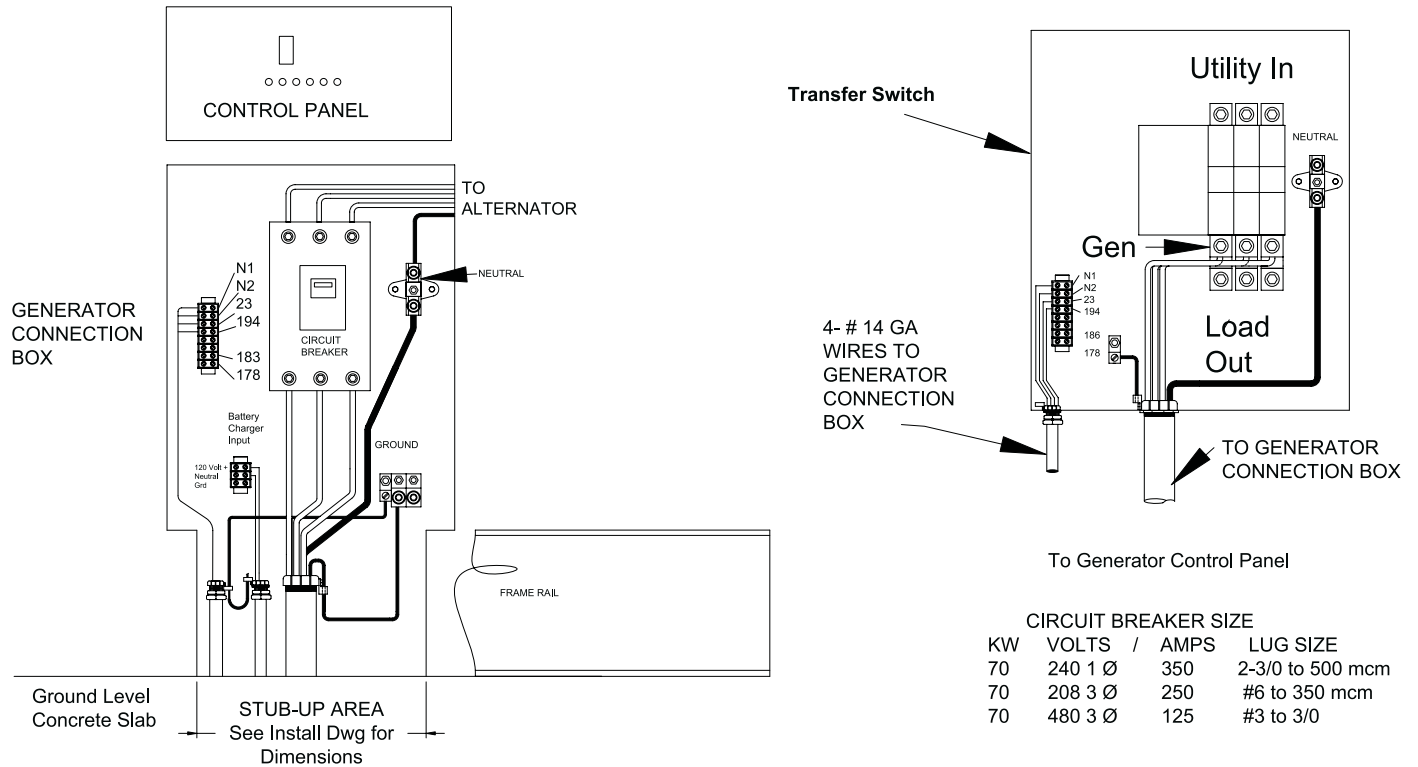 CONTROL PANEL
TO
ALTERNATOR
NEUTRAL
N1
N2
23
194
183
178
GENERATOR
CONNECTION
BOX
CIRCUIT
BREAKER
Battery
Charger
Input
120 Volt +
Neutral
Grd
GROUND
FRAME RAIL
Ground Level
Concrete Slab
STUB-UP AREA
See Install Dwg for
Dimensions
Transfer Switch
Utility In
NEUTRAL
Gen
N1
N2
23
194
186
178
Load
Out
4- # 14 GA
WIRES TO
GENERATOR
CONNECTION
BOX
TO GENERATOR
CONNECTION BOX
To Generator Control Panel
CIRCUIT BREAKER SIZE
KW VOLTS / AMPS LUG SIZE
70 240 1 Ø 350 2-3/0 to 500 mcm
70 208 3 Ø 250 #6 to 350 mcm
70 480 3 Ø 125 #3 to 3/0